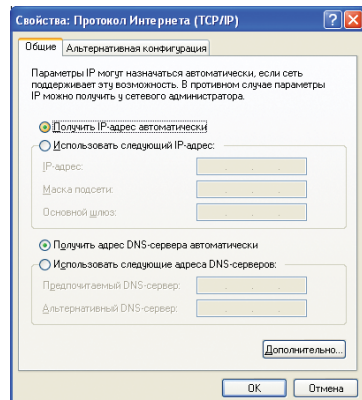 Свойства: Протокол Интернета (TCP/IP)
Общие
Альтернативная конфигурация
Параметры IP могут назначаться автоматически, если сеть
поддерживает эту возможность. В противном случае параметры
IP можно получить у сетевого администратора.
Получить IP-адрес автоматически
Использовать следующий IP-адрес:
IP-адрес:
Маска подсети:
Основной шлюз:
Получить адрес DNS-сервера автоматически
Использовать следующие адреса DNS-серверов:
Предпочитаемый DNS-сервер:
Альтернативный DNS-сервер:
Дополнительно...
OK
Отмена